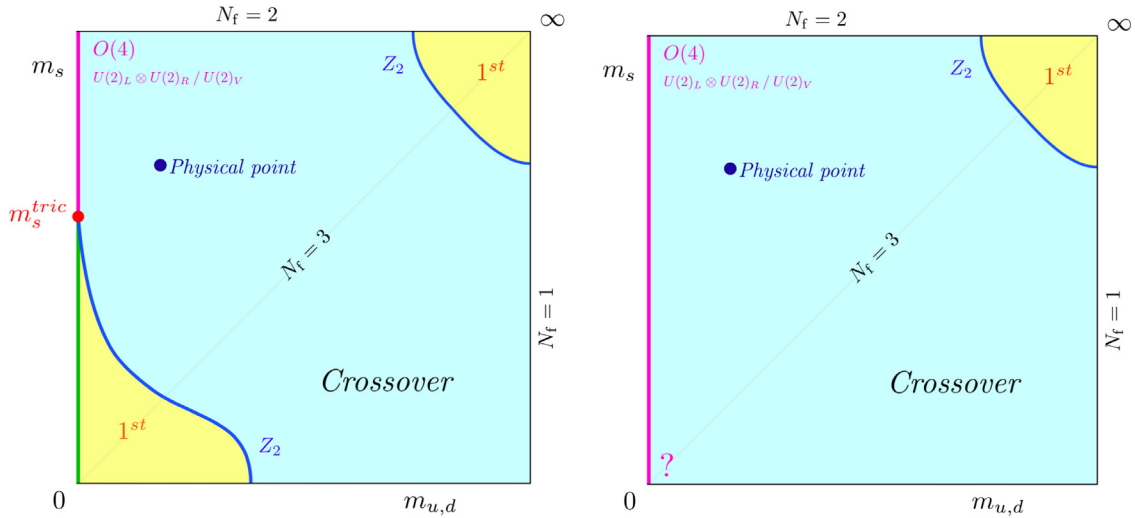 N_f = 2
∞
m_s
O(4)
U(2)_L ⊗ U(2)_R / U(2)_V
Z_2
1^{st}
Physical point
m_s^{tric}
N_f = 3
N_f = 1
Crossover
1^{st}
Z_2
0
m_{u,d}
N_f = 2
∞
m_s
O(4)
U(2)_L ⊗ U(2)_R / U(2)_V
Z_2
1^{st}
Physical point
N_f = 3
N_f = 1
Crossover
?
0
m_{u,d}